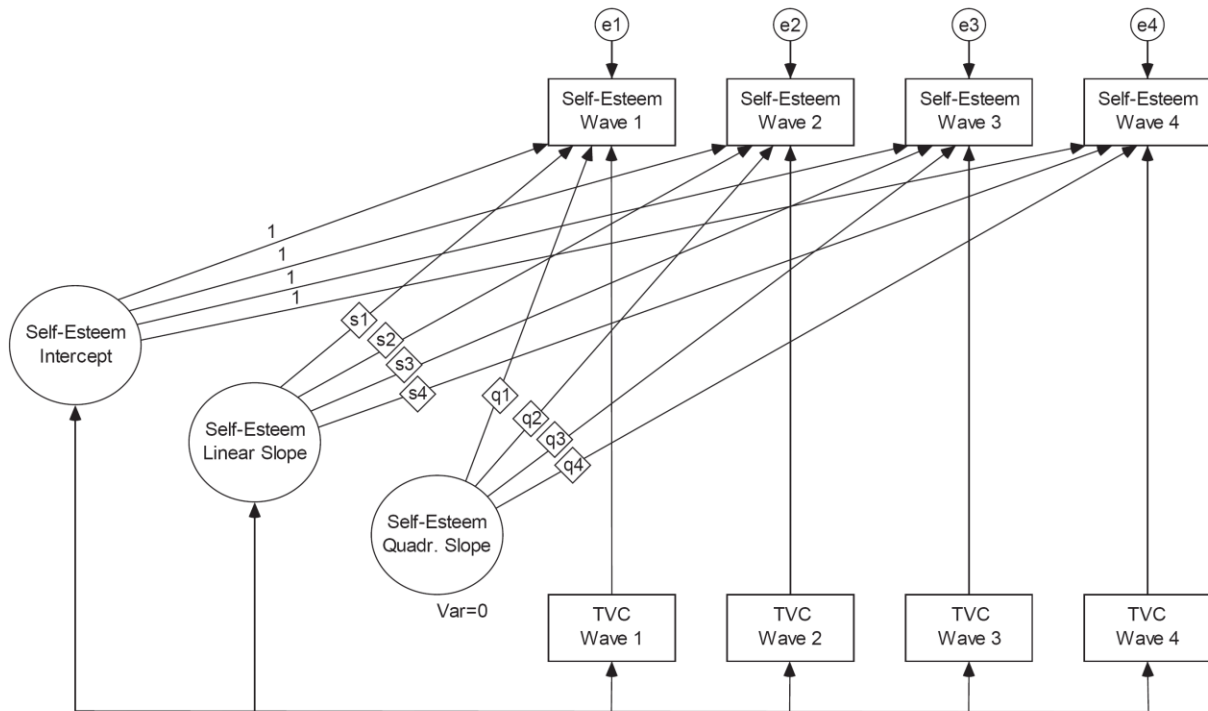 e1
e2
e3
e4
Self-Esteem
Wave 1
Self-Esteem
Wave 2
Self-Esteem
Wave 3
Self-Esteem
Wave 4
1
1
1
1
Self-Esteem
Intercept
s1
s2
s3
s4
Self-Esteem
Linear Slope
q1
q2
q3
q4
Self-Esteem
Quadr. Slope
Var=0
TVC
Wave 1
TVC
Wave 2
TVC
Wave 3
TVC
Wave 4